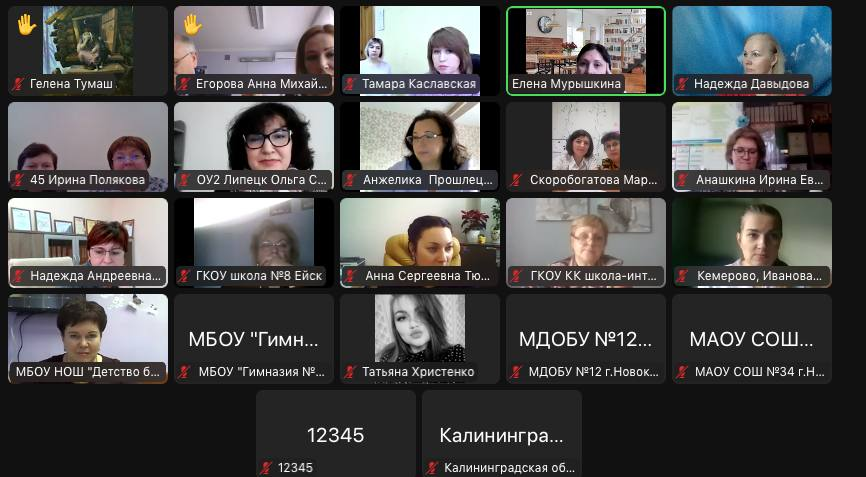 Гелена Тумаш
Егорова Анна Михай...
Тамара Каславская
Елена Мурышкина
Надежда Давыдова
45 Ирина Полякова
ОУ2 Липецк Ольга С...
Анжелика Прошлец...
Скоробогатова Мар...
Анашкина Ирина Ев...
Надежда Андреевна...
ГКОУ школа №8 Ейск
Анна Сергеевна Тю...
ГКОУ КК школа-инт...
Кемерово, Иванова...
МБОУ НОШ "Детство б...
МБОУ "Гимн...
МБОУ "Гимназия №...
Татьяна Христенко
МДОБУ №12...
МДОБУ №12 г.Новок...
МАОУ СОШ...
МАОУ СОШ №34 г.Н...
12345
12345
Калинингра...
Калининградская об...